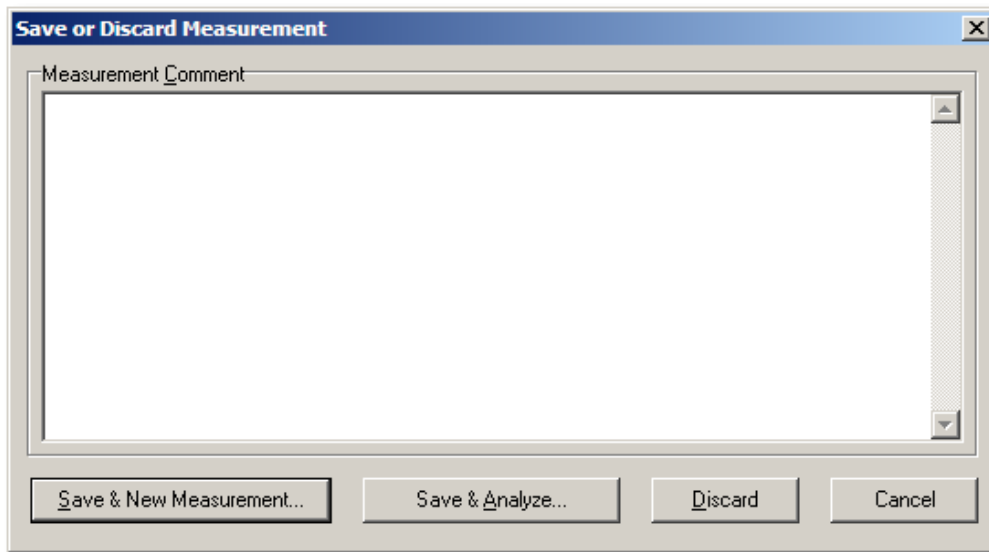 Save or Discard Measurement
Measurement Comment
Save & New Measurement... Save & Analyze... Discard Cancel